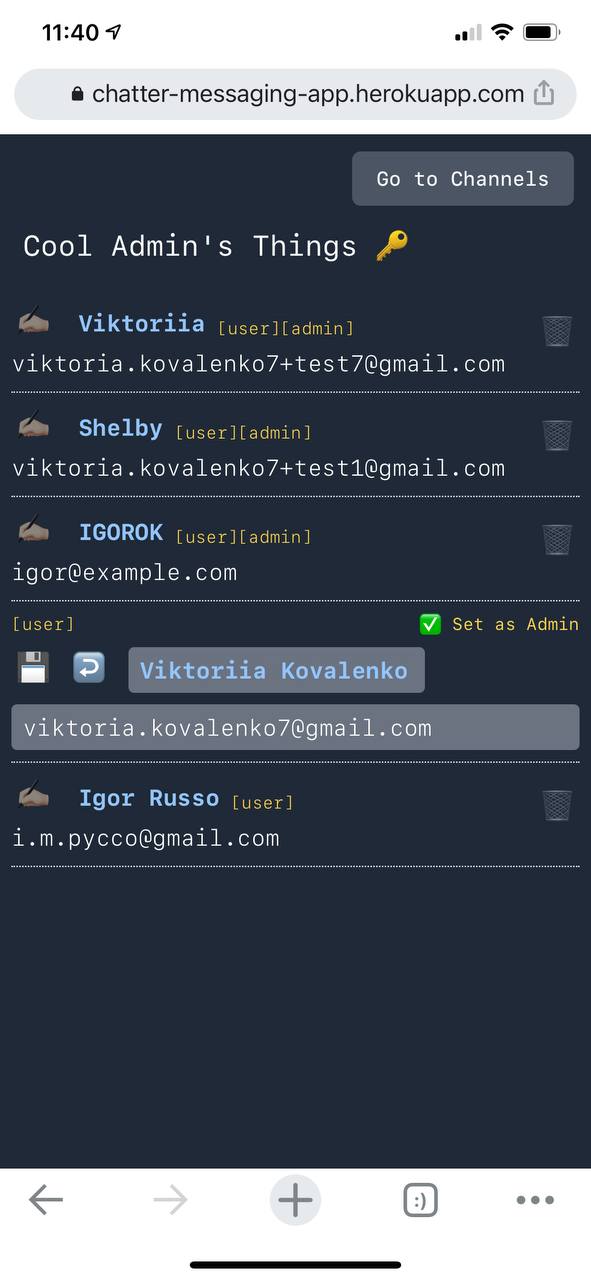 11:40
chatter-messaging-app.herokuapp.com
Go to Channels
Cool Admin's Things 🔑
Viktoriia [user][admin]
viktoria.kovalenko7+test7@gmail.com
Shelby [user][admin]
viktoria.kovalenko7+test1@gmail.com
IGOROK [user][admin]
igor@example.com
[user] ✅ Set as Admin
Viktoriia Kovalenko
viktoria.kovalenko7@gmail.com
Igor Russo [user]
i.m.pycco@gmail.com
:)